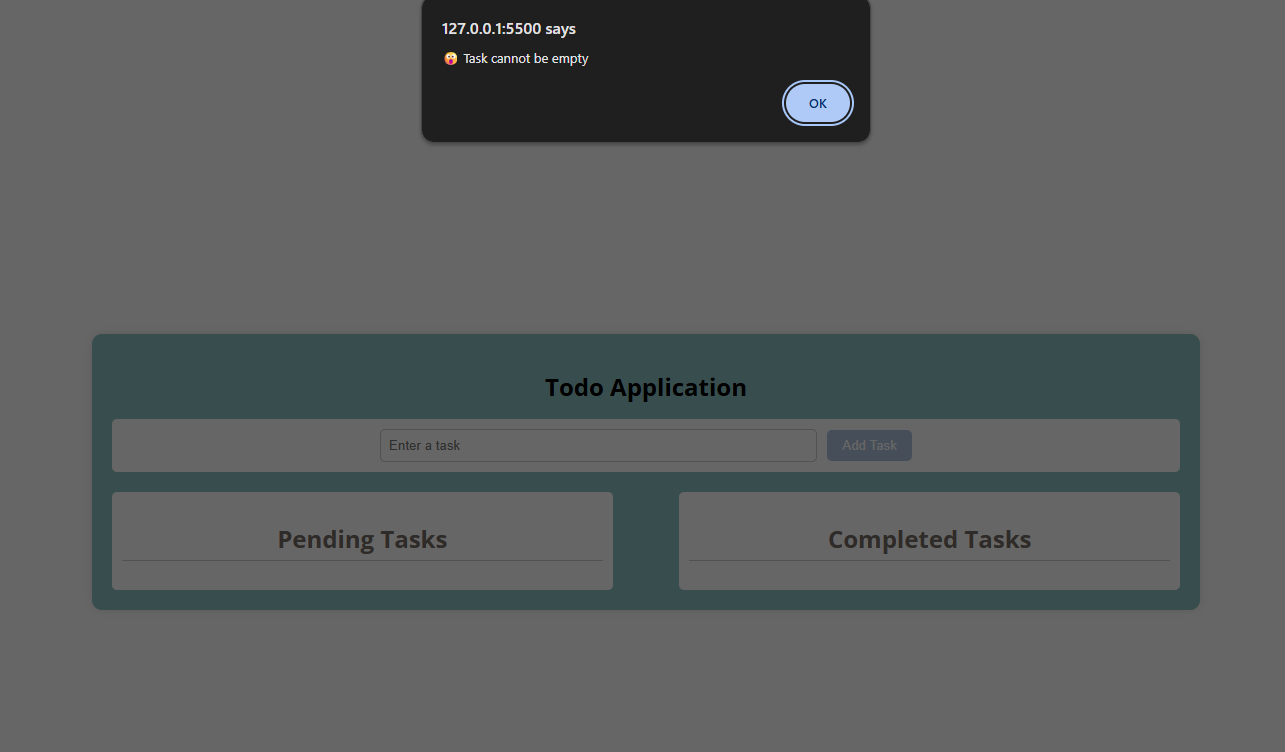 127.0.0.1:5500 says
😲 Task cannot be empty
OK
Todo Application
Enter a task
Add Task
Pending Tasks
Completed Tasks